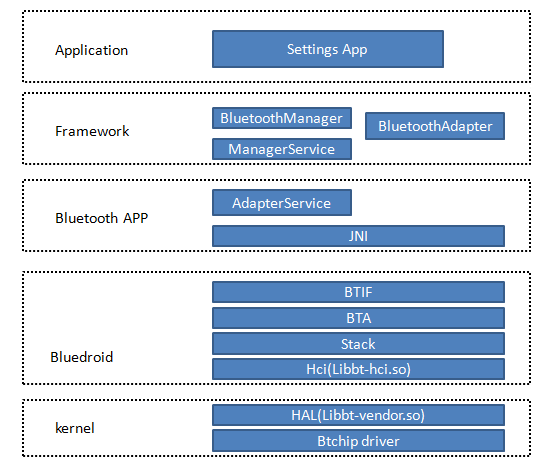 Application
Settings App
Framework
BluetoothManager
BluetoothAdapter
ManagerService
Bluetooth APP
AdapterService
JNI
Bluedroid
BTIF
BTA
Stack
Hci(Libbt-hci.so)
kernel
HAL(Libbt-vendor.so)
Btchip driver